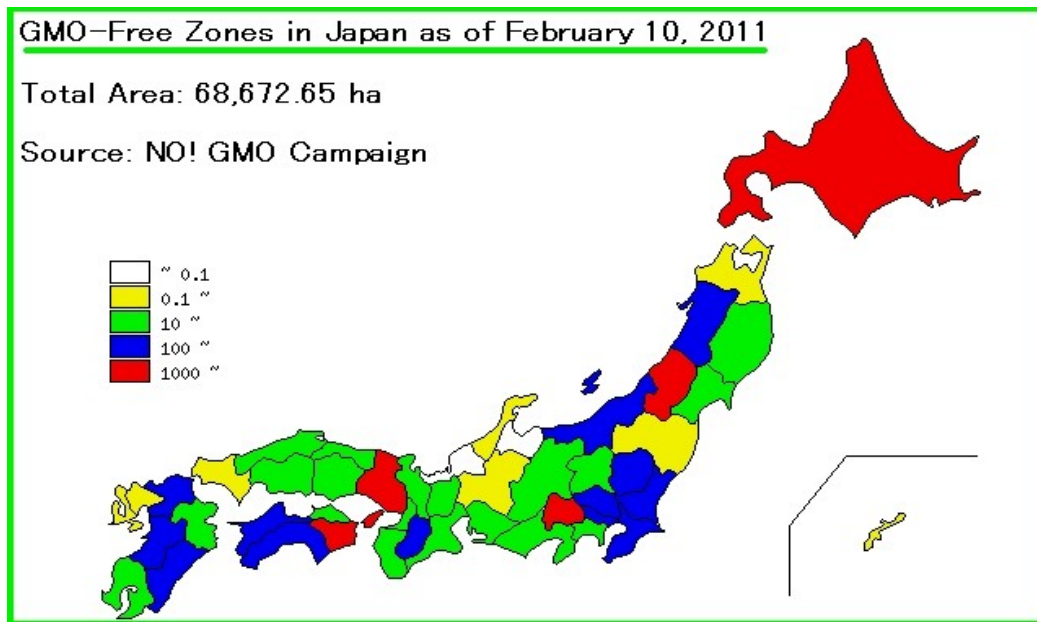 GMO-Free Zones in Japan as of February 10, 2011
Total Area: 68,672.65 ha
Source: NO! GMO Campaign
~ 0.1
0.1 ~
10 ~
100 ~
1000 ~